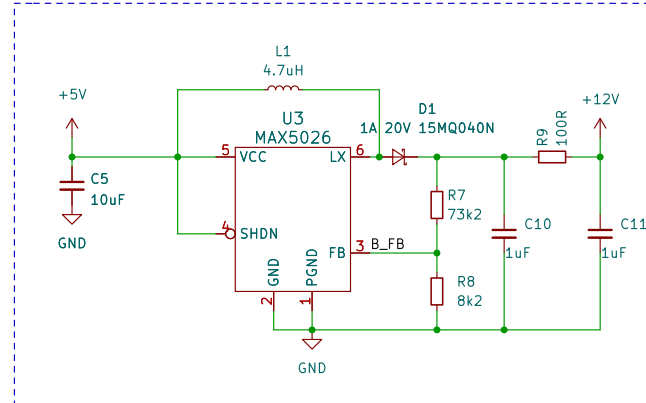 L1
4.7uH
+5V
U3
MAX5026
D1
1A 20V 15MQ040N
+12V
R9
100R
5
VCC
LX
6
C5
10uF
GND
4
SHDN
R7
73k2
C10
1uF
C11
1uF
FB
3
B_FB
GND
PGND
2
1
R8
8k2
GND